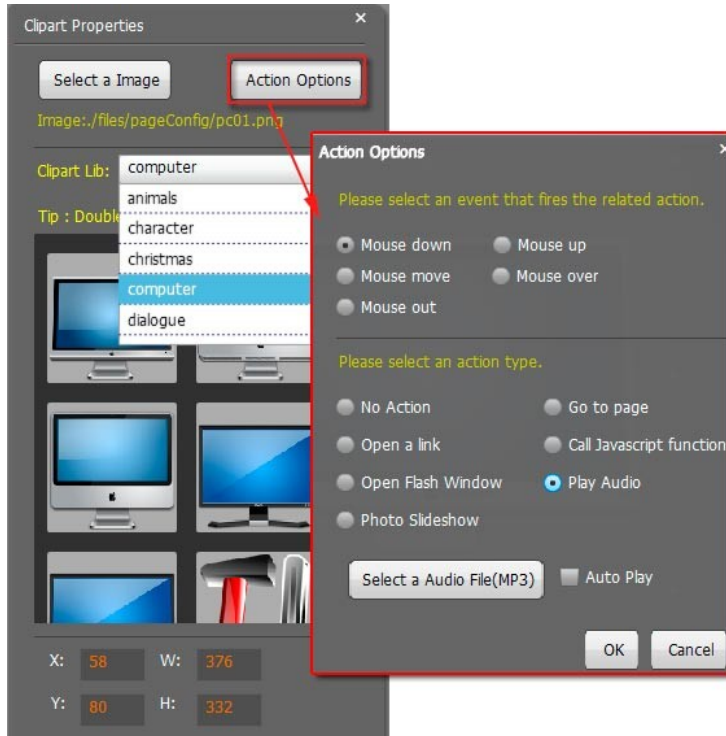 Clipart Properties
×
Select a Image
Action Options
Image:./files/pageConfig/pc01.png
Clipart Lib:
computer
animals
character
christmas
computer
dialogue
Tip : Double
X: 58 W: 376
Y: 80 H: 332
Action Options
Please select an event that fires the related action.
Mouse down Mouse up
Mouse move Mouse over
Mouse out
Please select an action type.
No Action Go to page
Open a link Call Javascript function
Open Flash Window Play Audio
Photo Slideshow
Select a Audio File(MP3) Auto Play
OK Cancel